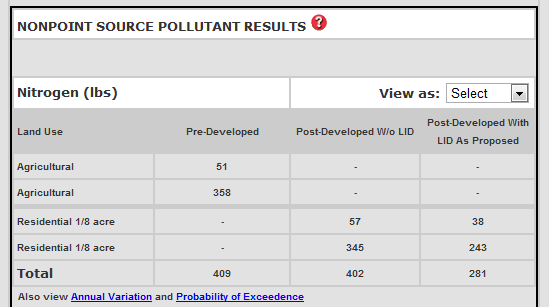 NONPOINT SOURCE POLLUTANT RESULTS ?
Nitrogen (lbs) View as: Select
Land Use Pre-Developed Post-Developed W/o LID Post-Developed With LID As Proposed
Agricultural 51 - -
Agricultural 358 - -
Residential 1/8 acre - 57 38
Residential 1/8 acre - 345 243
Total 409 402 281
Also view Annual Variation and Probability of Exceedence